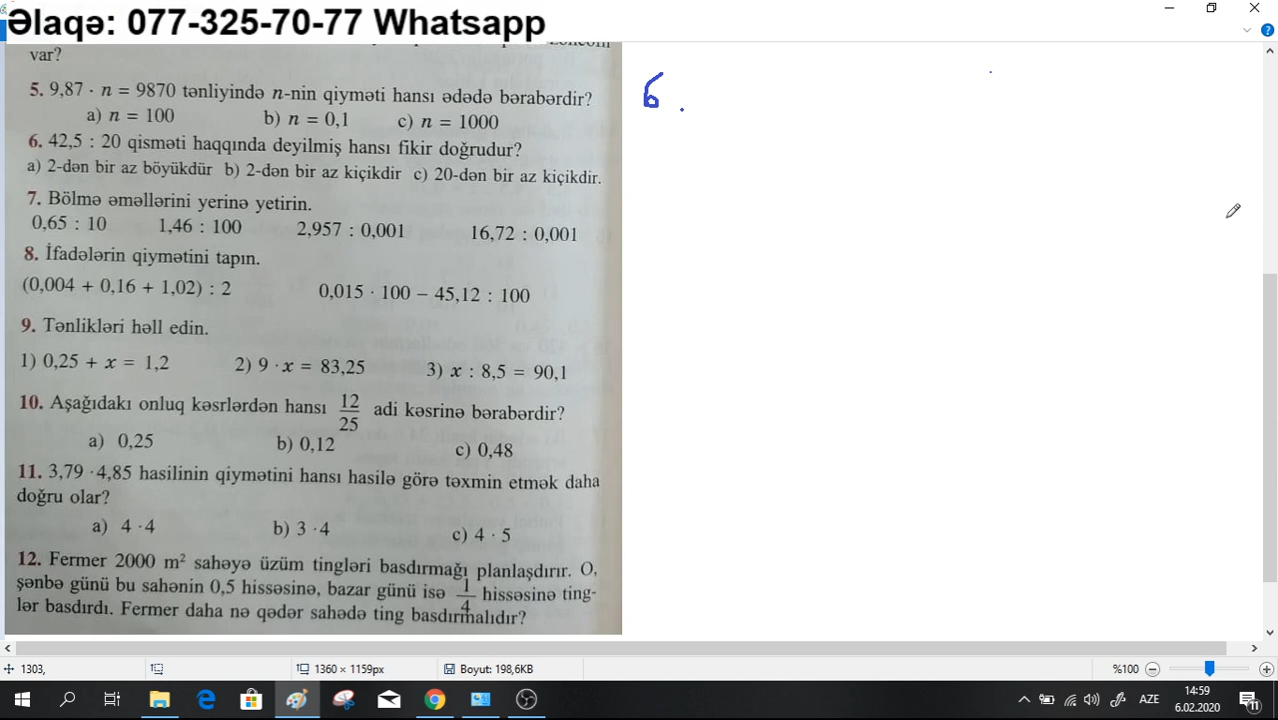 Əlaqə: 077-325-70-77 Whatsapp
var?
5. 9,87 · n = 9870 tənliyində n-nin qiyməti hansı ədədə bərabərdir?
a) n = 100 b) n = 0,1 c) n = 1000
6. 42,5 : 20 qisməti haqqında deyilmiş hansı fikir doğrudur?
a) 2-dən bir az böyükdür b) 2-dən bir az kiçikdir c) 20-dən bir az kiçikdir.
7. Bölmə əməllərini yerinə yetirin.
0,65 : 10 1,46 : 100 2,957 : 0,001 16,72 : 0,001
8. İfadələrin qiymətini tapın.
(0,004 + 0,16 + 1,02) : 2 0,015 · 100 – 45,12 : 100
9. Tənlikləri həll edin.
1) 0,25 + x = 1,2 2) 9 · x = 83,25 3) x : 8,5 = 90,1
10. Aşağıdakı onluq kəsrlərdən hansı 12/25 adi kəsrinə bərabərdir?
a) 0,25 b) 0,12 c) 0,48
11. 3,79 · 4,85 hasilinin qiymətini hansı hasilə görə təxmin etmək daha
doğru olar?
a) 4 · 4 b) 3 · 4 c) 4 · 5
12. Fermer 2000 m² sahəyə üzüm tingləri basdırmağı planlaşdırır. O,
şənbə günü bu sahənin 0,5 hissəsinə, bazar günü isə 1/4 hissəsinə ting-
lər basdırdı. Fermer daha nə qədər sahədə ting basdırmalıdır?
6.
1303,
1360 × 1159px
Boyut: 198,6KB
%100
AZE
14:59
6.02.2020
11